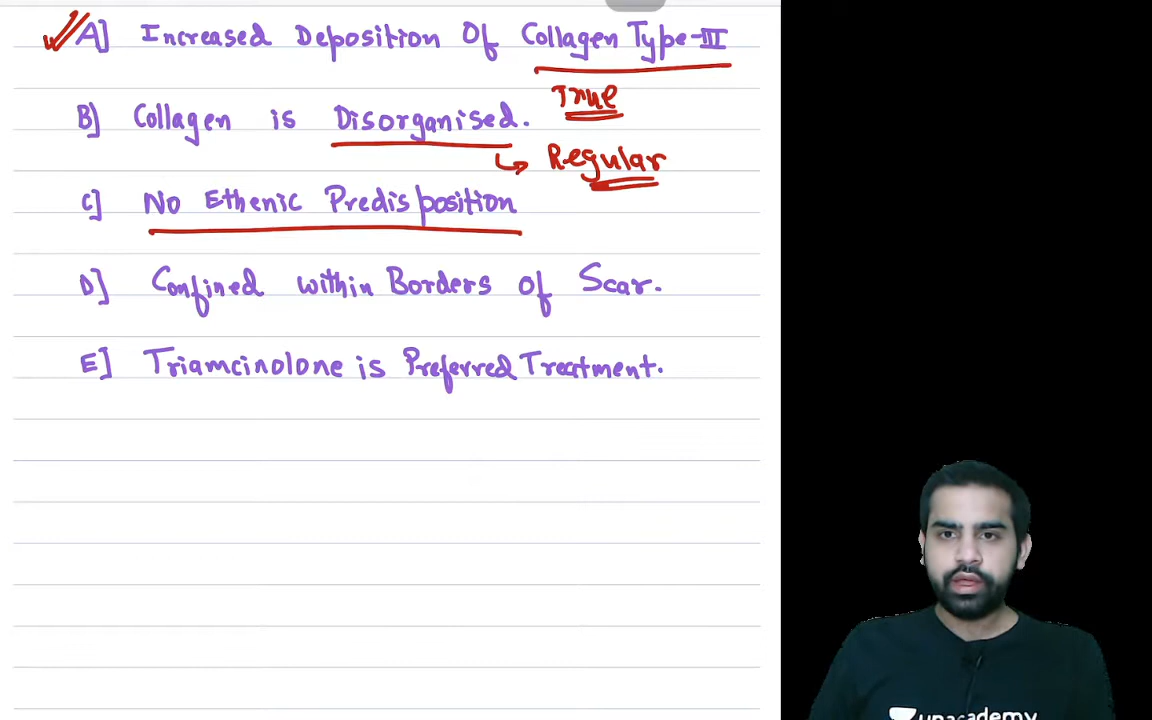 A] Increased Deposition Of Collagen Type-III
True
B] Collagen is Disorganised.
Regular
C] No Ethenic Predisposition
D] Confined within Borders of Scar.
E] Triamcinolone is Preferred Treatment.
unacademy